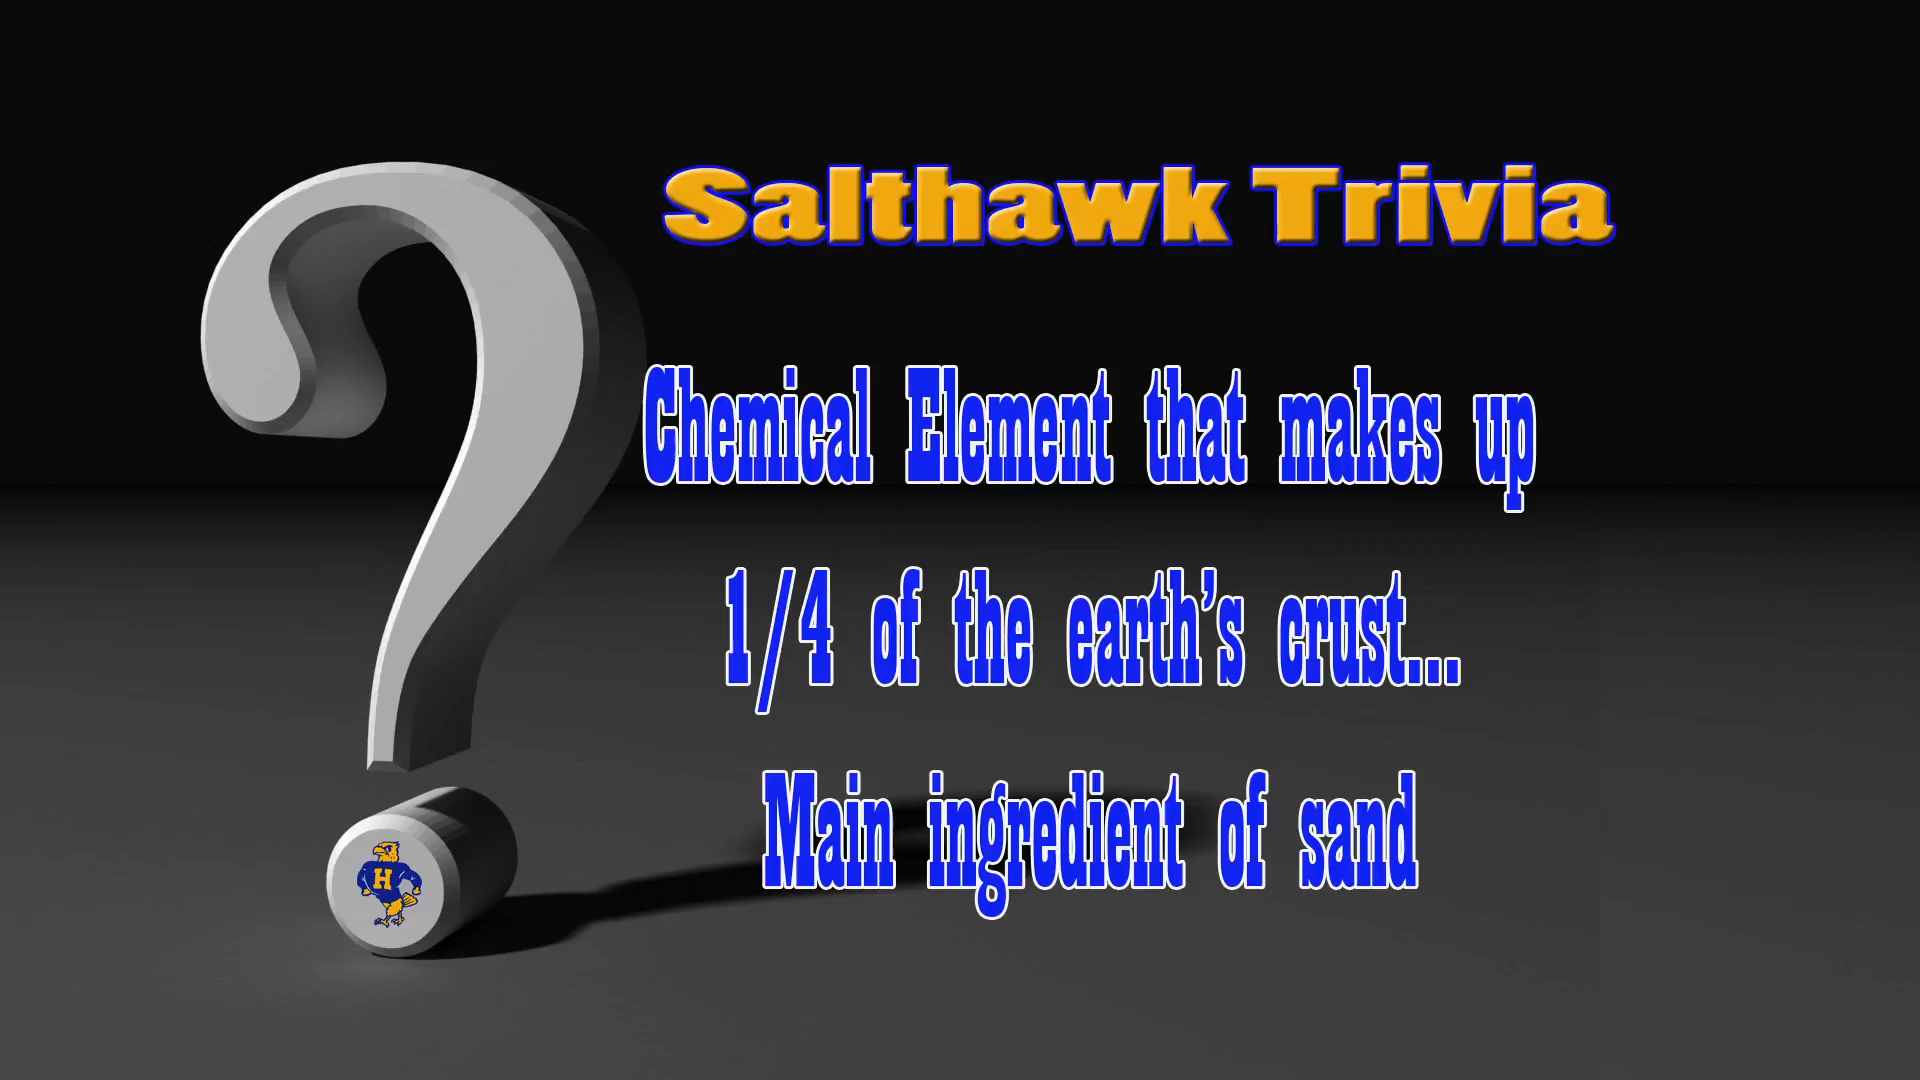 Salthawk Trivia
Chemical Element that makes up
1/4 of the earth's crust...
Main ingredient of sand
H